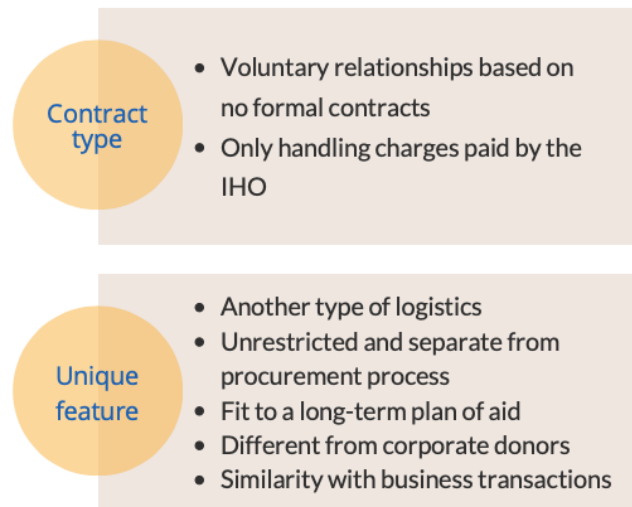 Contract
type
• Voluntary relationships based on
no formal contracts
• Only handling charges paid by the
IHO
Unique
feature
• Another type of logistics
• Unrestricted and separate from
procurement process
• Fit to a long-term plan of aid
• Different from corporate donors
• Similarity with business transactions